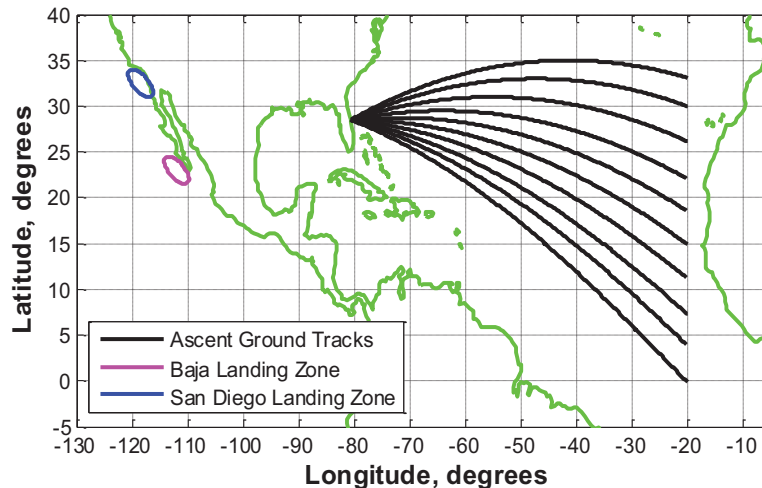 40
35
30
25
20
15
10
5
0
-5
Latitude, degrees
Ascent Ground Tracks
Baja Landing Zone
San Diego Landing Zone
-130 -120 -110 -100 -90 -80 -70 -60 -50 -40 -30 -20 -10
Longitude, degrees